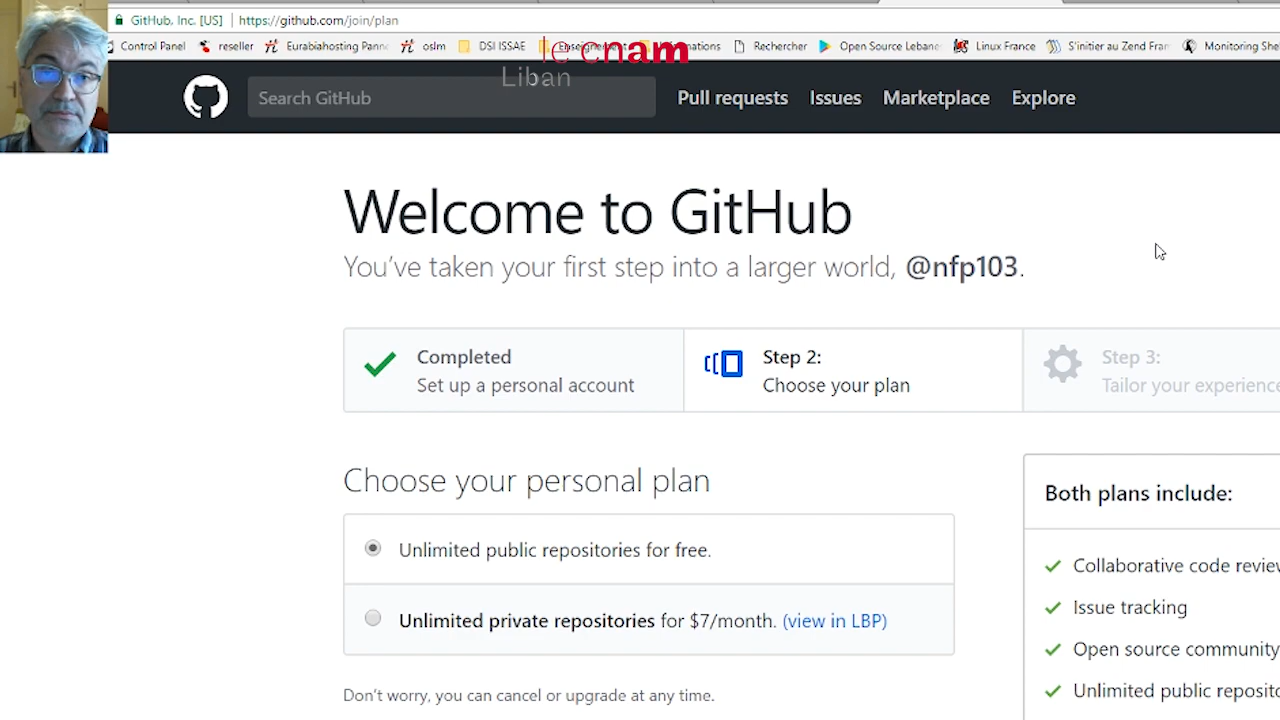 GitHub, Inc. [US] https://github.com/join/plan
Control Panel reseller Eurabiahosting Pann oslm DSI ISSAE Rechercher Open Source Lebane Linux France S'initier au Zend Fram Monitoring She
le cnam
Liban
Search GitHub Pull requests Issues Marketplace Explore
Welcome to GitHub
You've taken your first step into a larger world, @nfp103.
Completed
Set up a personal account
Step 2:
Choose your plan
Step 3:
Tailor your experience
Choose your personal plan
Unlimited public repositories for free.
Unlimited private repositories for $7/month. (view in LBP)
Don't worry, you can cancel or upgrade at any time.
Both plans include:
Collaborative code review
Issue tracking
Open source community
Unlimited public reposito